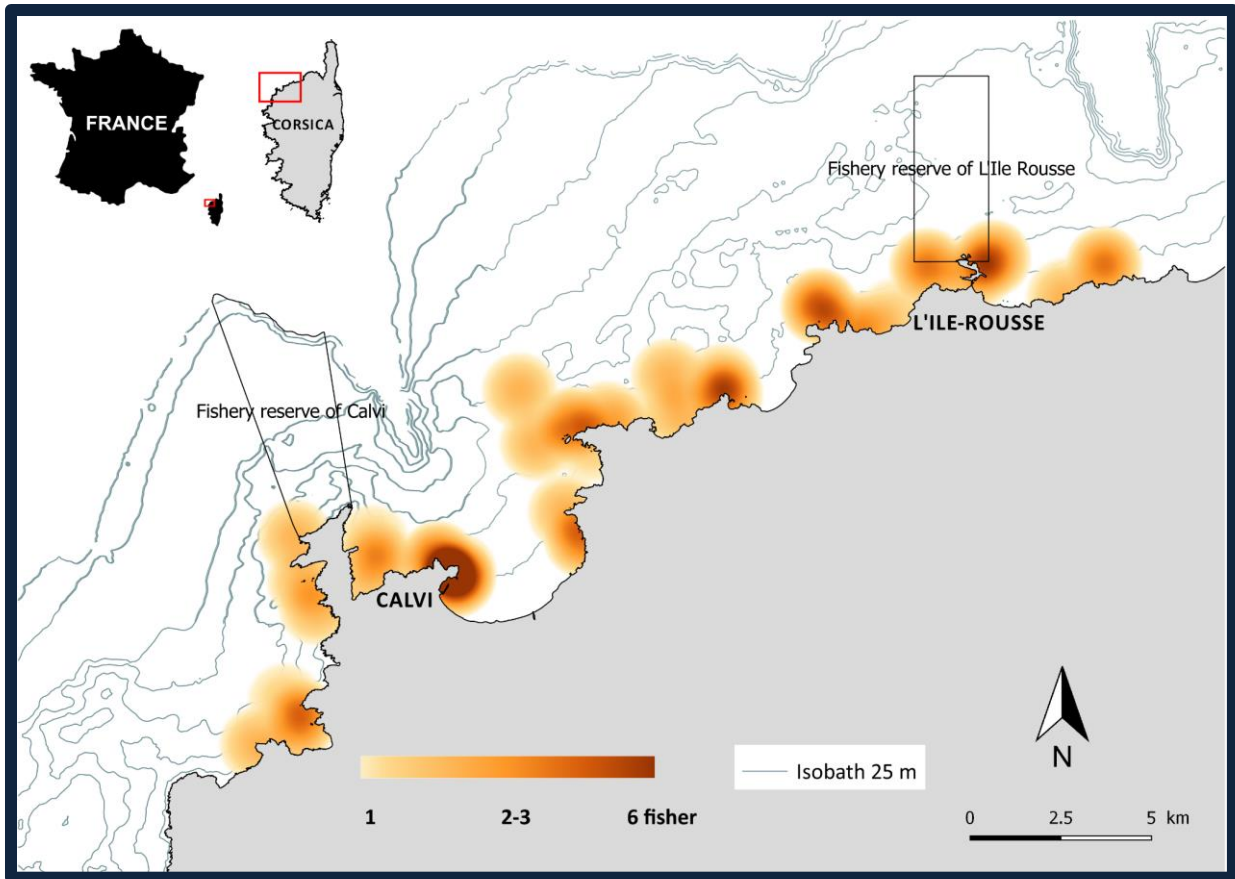 FRANCE
CORSICA
Fishery reserve of L'Ile Rousse
L'ILE-ROUSSE
Fishery reserve of Calvi
CALVI
Isobath 25 m
N
1 2-3 6 fisher
0 2.5 5 km